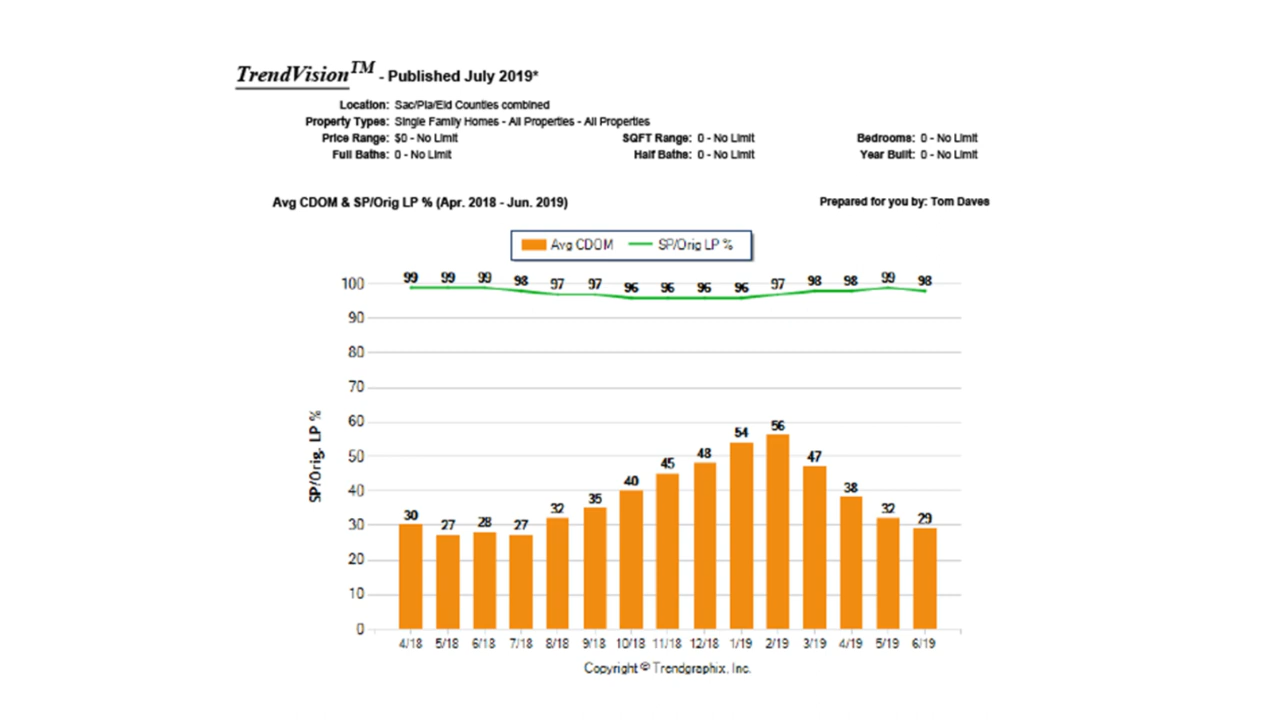 TrendVision™ - Published July 2019*
Location: Sac/Pla/Eld Counties combined
Property Types: Single Family Homes - All Properties - All Properties
Price Range: $0 - No Limit SQFT Range: 0 - No Limit Bedrooms: 0 - No Limit
Full Baths: 0 - No Limit Half Baths: 0 - No Limit Year Built: 0 - No Limit
Avg CDOM & SP/Orig LP % (Apr. 2018 - Jun. 2019) Prepared for you by: Tom Daves
Avg CDOM SP/Orig LP %
99 99 99 98 97 97 96 96 96 96 97 98 98 99 98
100
90
80
70
60
50
40
30
20
10
0
SP/Orig. LP %
30 27 28 27 32 35 40 45 48 54 56 47 38 32 29
4/18 5/18 6/18 7/18 8/18 9/18 10/18 11/18 12/18 1/19 2/19 3/19 4/19 5/19 6/19
Copyright © Trendgraphix, Inc.